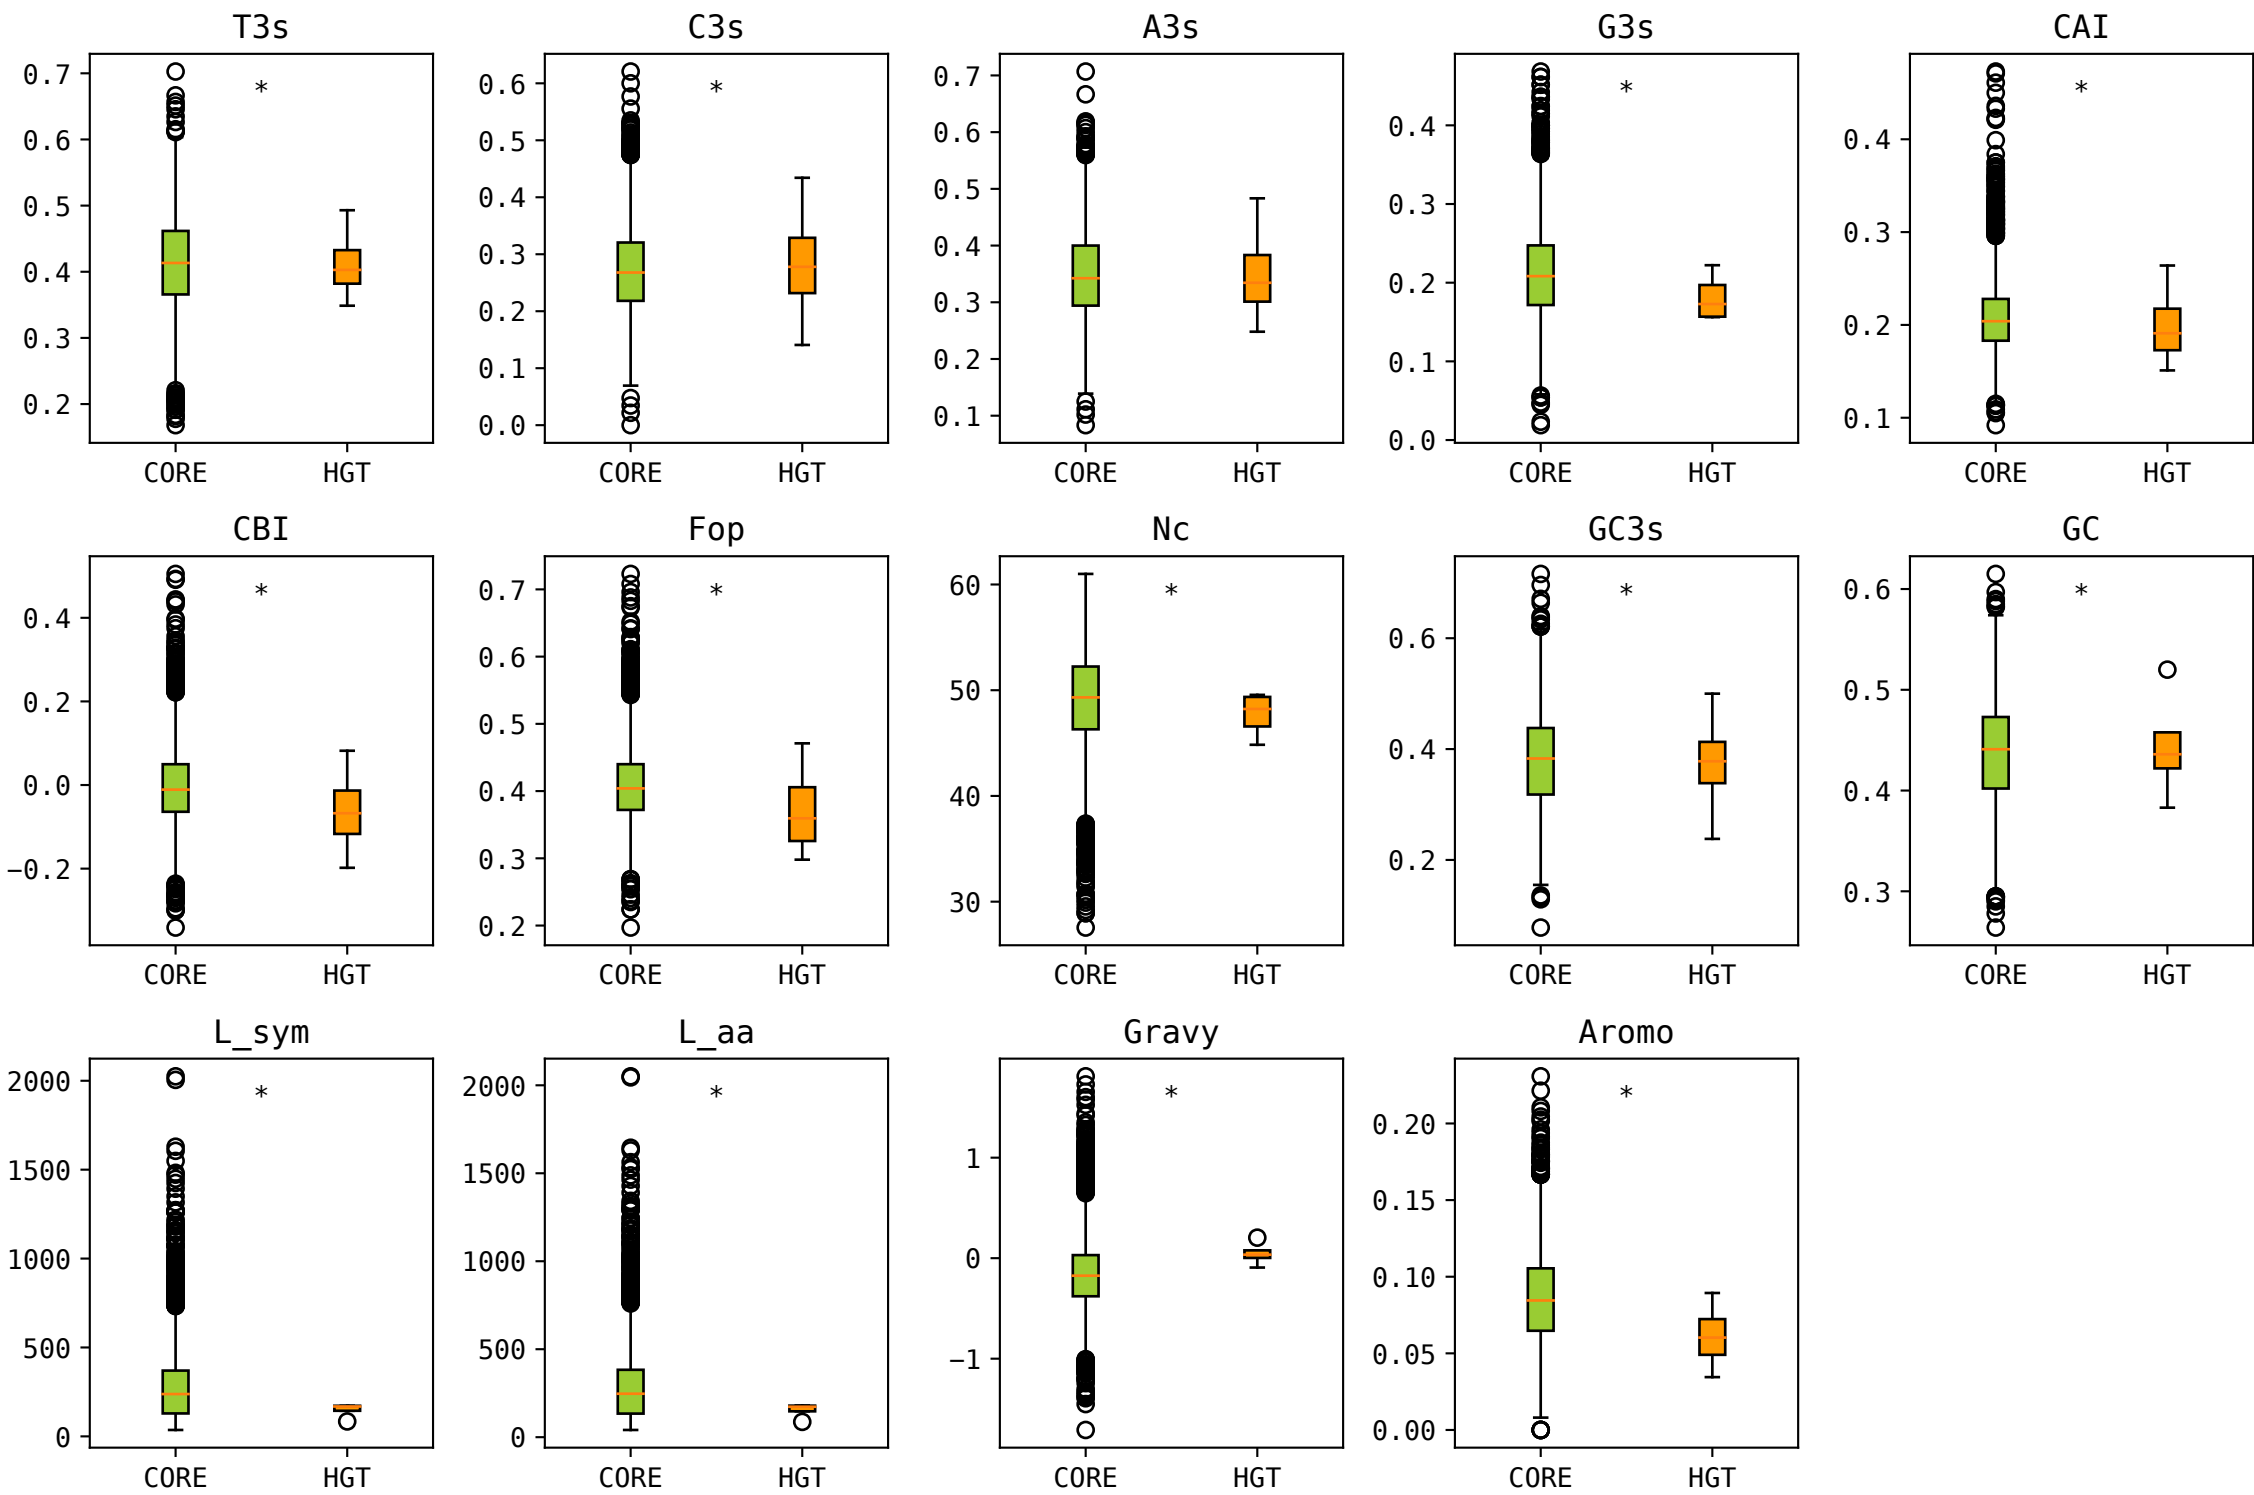 T3s C3s A3s G3s CAI
0.7 0.6 0.5 0.4 0.3 0.2
*
CORE HGT
0.6 0.5 0.4 0.3 0.2 0.1 0.0
*
CORE HGT
0.7 0.6 0.5 0.4 0.3 0.2 0.1
CORE HGT
0.4 0.3 0.2 0.1 0.0
*
CORE HGT
0.4 0.3 0.2 0.1
*
CORE HGT
CBI Fop Nc GC3s GC
0.4 0.2 0.0 −0.2
*
CORE HGT
0.7 0.6 0.5 0.4 0.3 0.2
*
CORE HGT
60 50 40 30
*
CORE HGT
0.6 0.4 0.2
*
CORE HGT
0.6 0.5 0.4 0.3
*
CORE HGT
L_sym L_aa Gravy Aromo
2000 1500 1000 500 0
*
CORE HGT
2000 1500 1000 500 0
*
CORE HGT
1 0 −1
*
CORE HGT
0.20 0.15 0.10 0.05 0.00
*
CORE HGT